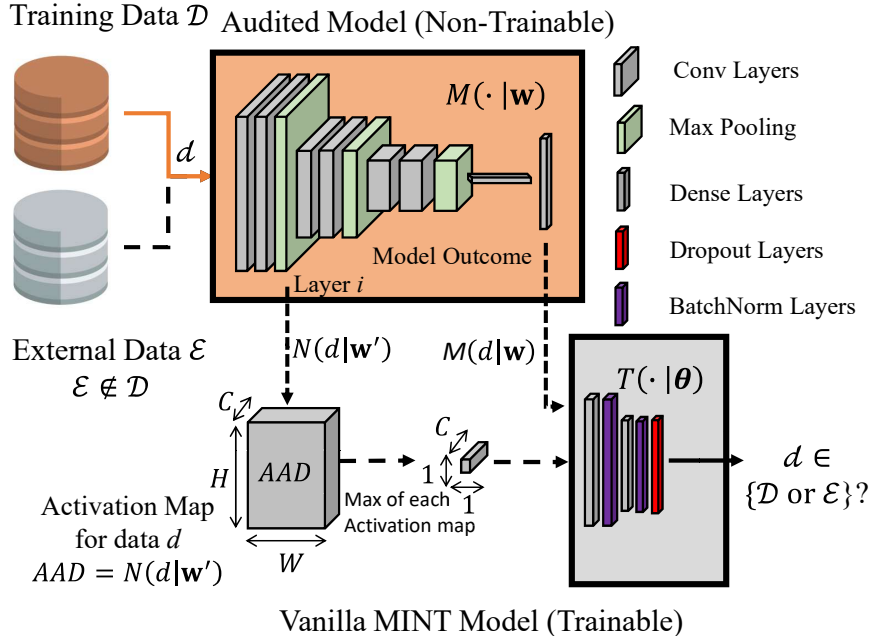 Training Data 𝒟
Audited Model (Non-Trainable)
M(· |w)
d
Layer i
Model Outcome
Conv Layers
Max Pooling
Dense Layers
Dropout Layers
BatchNorm Layers
External Data ℰ
ℰ ∉ 𝒟
N(d|w′)
M(d|w)
T(· |θ)
C
H
AAD
W
C
1
1
Max of each
Activation map
d ∈
{𝒟 or ℰ}?
Activation Map
for data d
AAD = N(d|w′)
Vanilla MINT Model (Trainable)